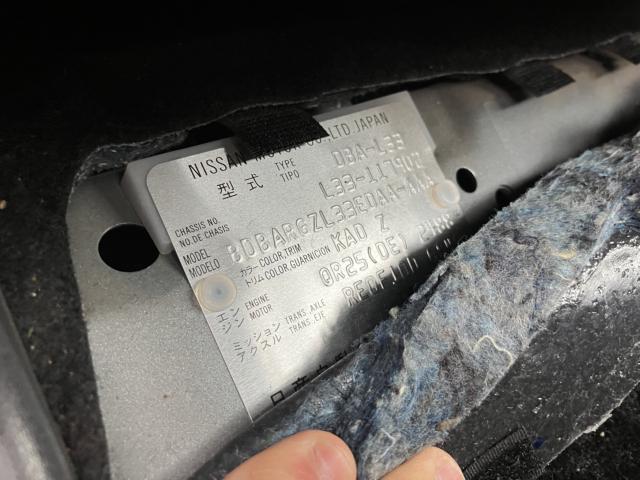 NISSAN MOTOR CO.,LTD.JAPAN
型式 TYPE TIPO DBA-L33
CHASSIS NO. NO.DE CHASIS L33-117902
MODEL MODELO BDBAR6ZL33EDAA-A
カラー COLOR,TRIM トリム COLOR,GUARNICION KAD Z
エンジン ENGINE MOTOR QR25(DE)
ミッション アクスル TRANS.AXLE TRANS.EJE